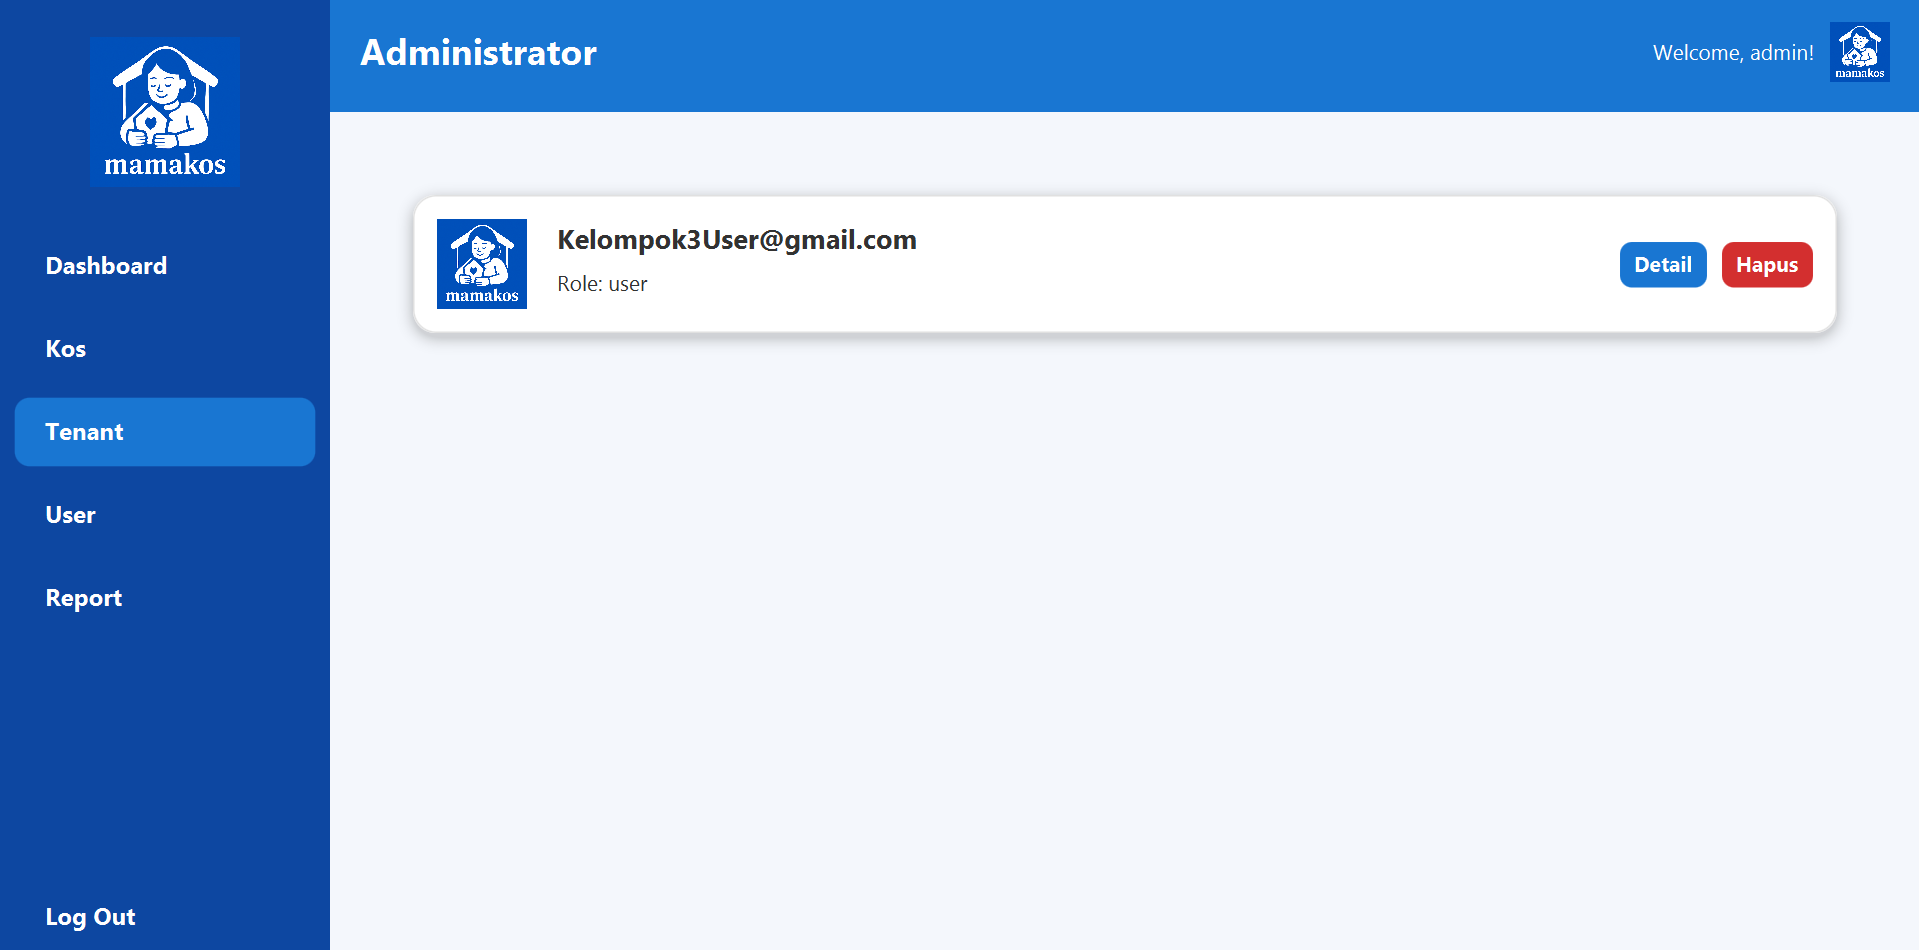 mamakos
Dashboard
Kos
Tenant
User
Report
Log Out
Administrator
Welcome, admin!
mamakos
mamakos
Kelompok3User@gmail.com
Role: user
Detail
Hapus